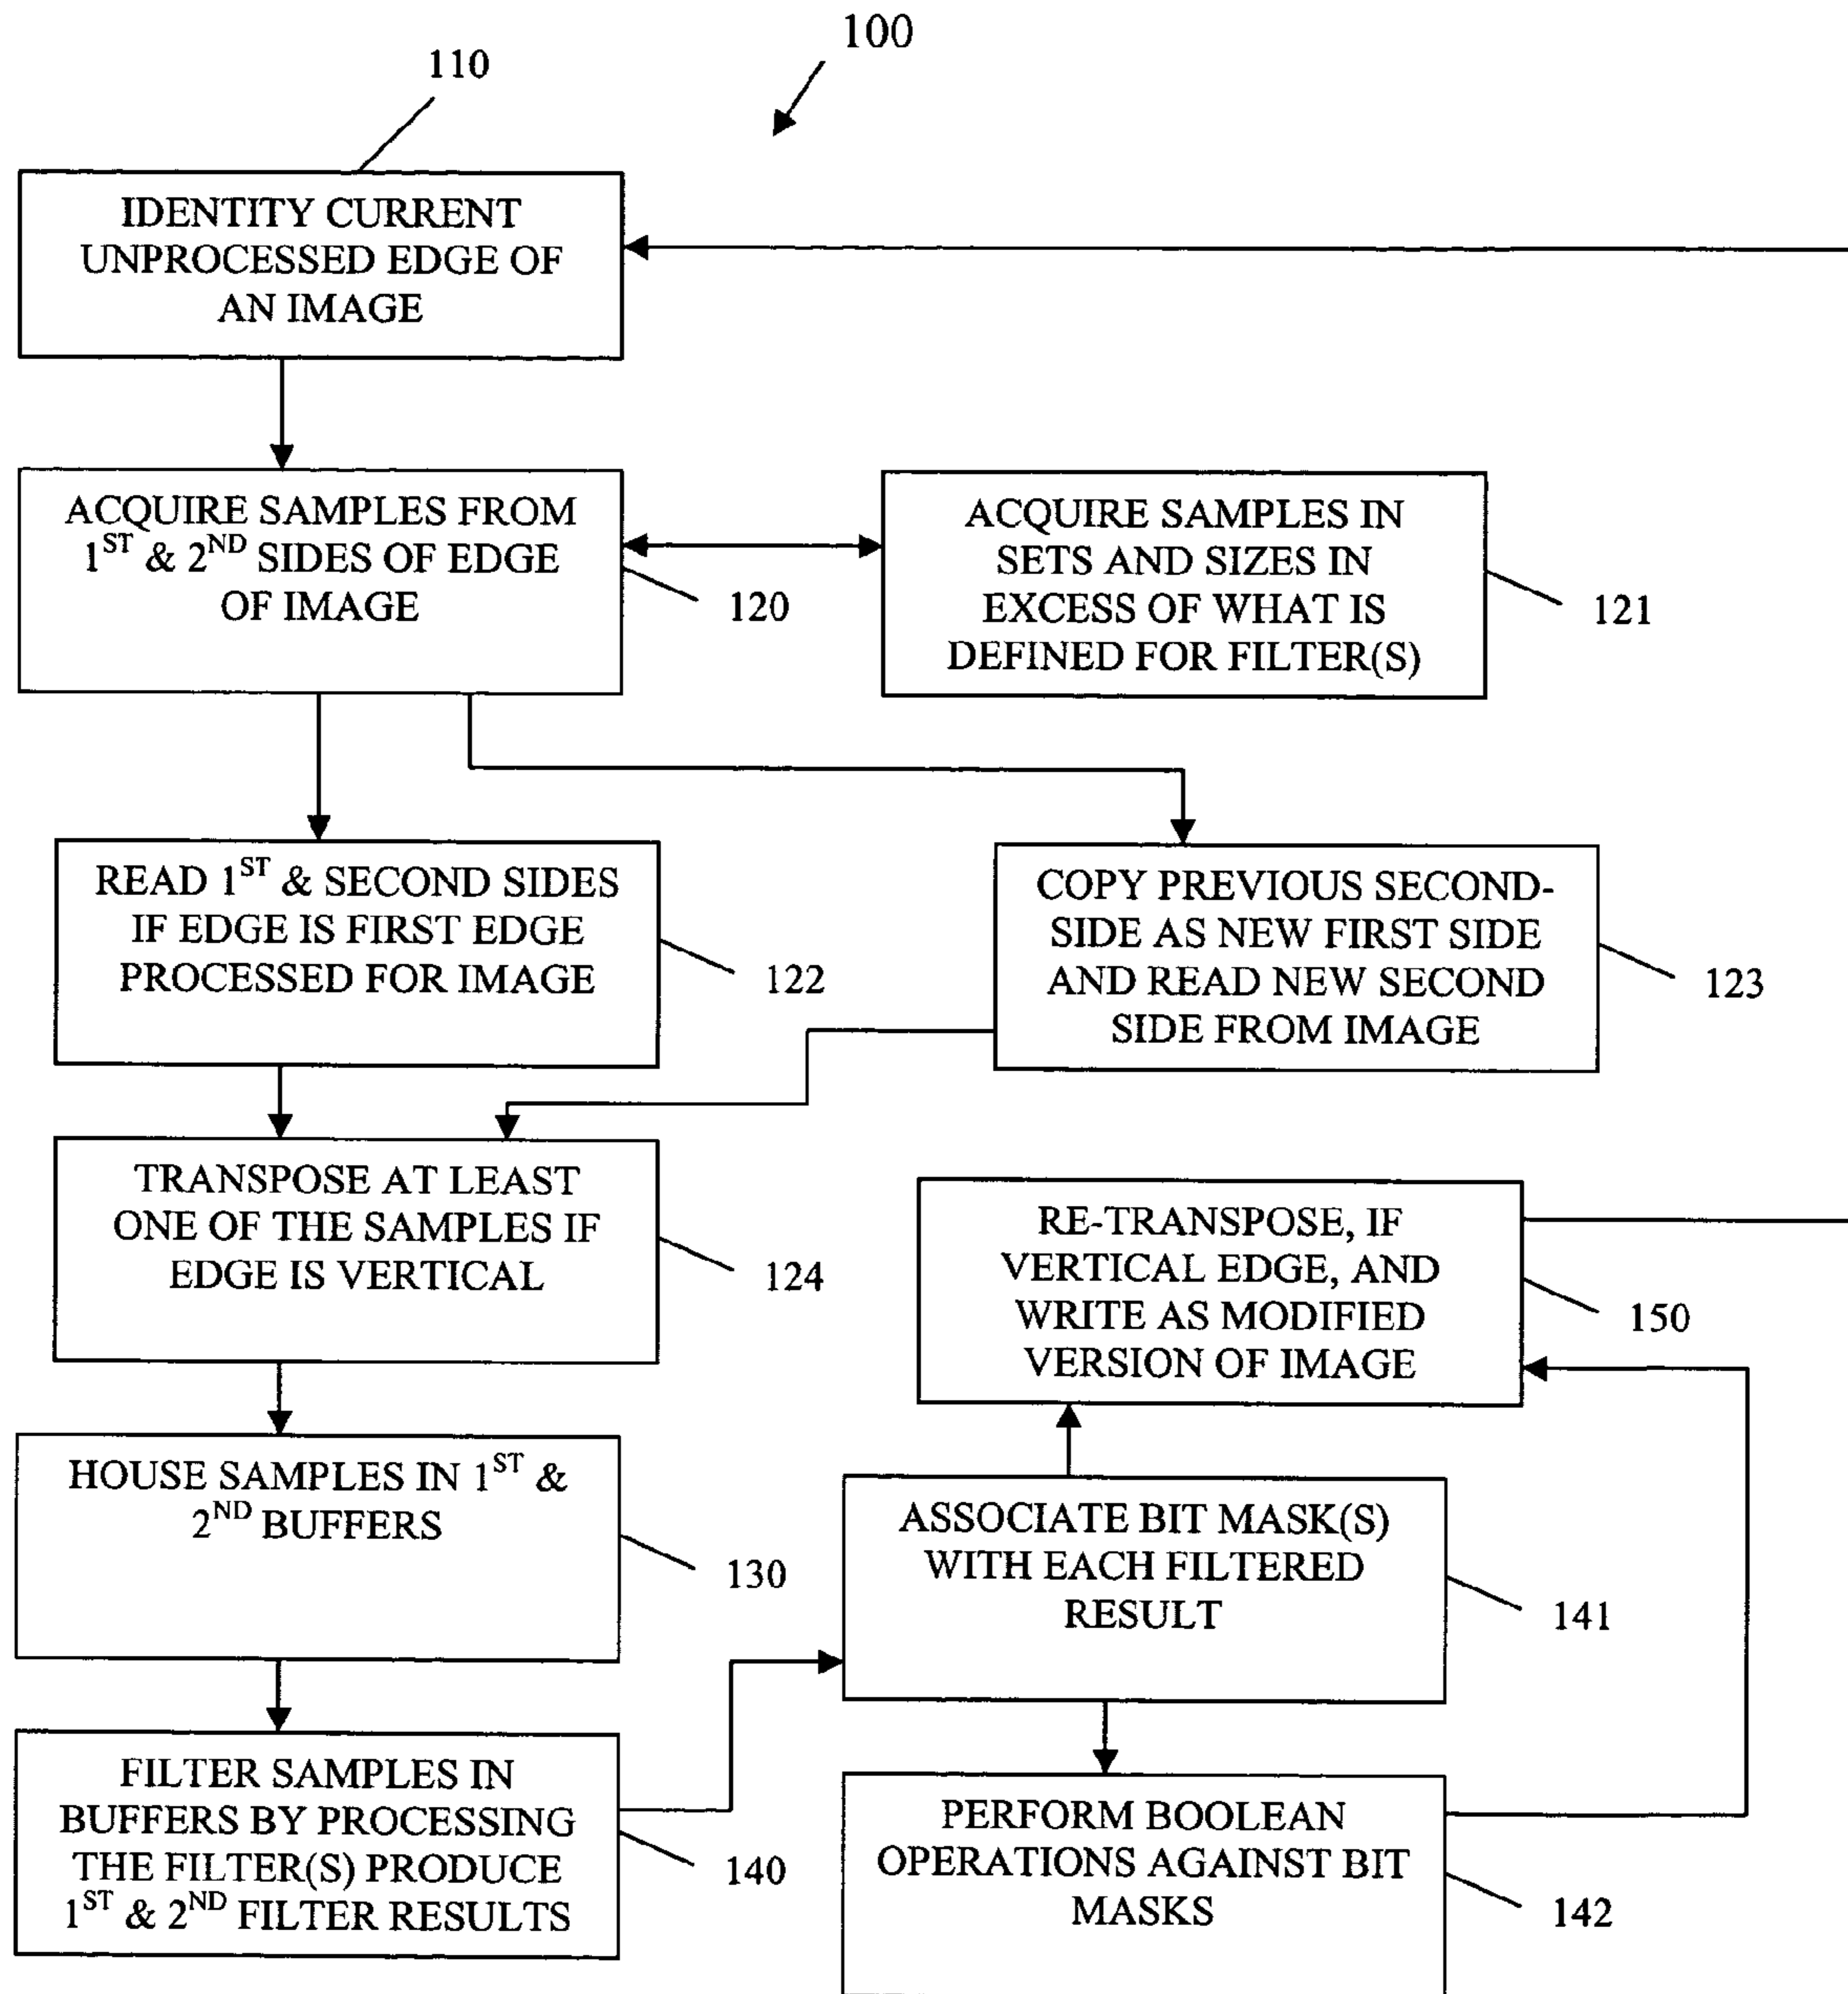 100
110
IDENTITY CURRENT
UNPROCESSED EDGE OF
AN IMAGE
ACQUIRE SAMPLES FROM
1ST & 2ND SIDES OF EDGE
OF IMAGE
120
ACQUIRE SAMPLES IN
SETS AND SIZES IN
EXCESS OF WHAT IS
DEFINED FOR FILTER(S)
121
READ 1ST & SECOND SIDES
IF EDGE IS FIRST EDGE
PROCESSED FOR IMAGE
122
COPY PREVIOUS SECOND-
SIDE AS NEW FIRST SIDE
AND READ NEW SECOND
SIDE FROM IMAGE
123
TRANSPOSE AT LEAST
ONE OF THE SAMPLES IF
EDGE IS VERTICAL
124
RE-TRANSPOSE, IF
VERTICAL EDGE, AND
WRITE AS MODIFIED
VERSION OF IMAGE
150
HOUSE SAMPLES IN 1ST &
2ND BUFFERS
130
ASSOCIATE BIT MASK(S)
WITH EACH FILTERED
RESULT
141
FILTER SAMPLES IN
BUFFERS BY PROCESSING
THE FILTER(S) PRODUCE
1ST & 2ND FILTER RESULTS
140
PERFORM BOOLEAN
OPERATIONS AGAINST BIT
MASKS
142